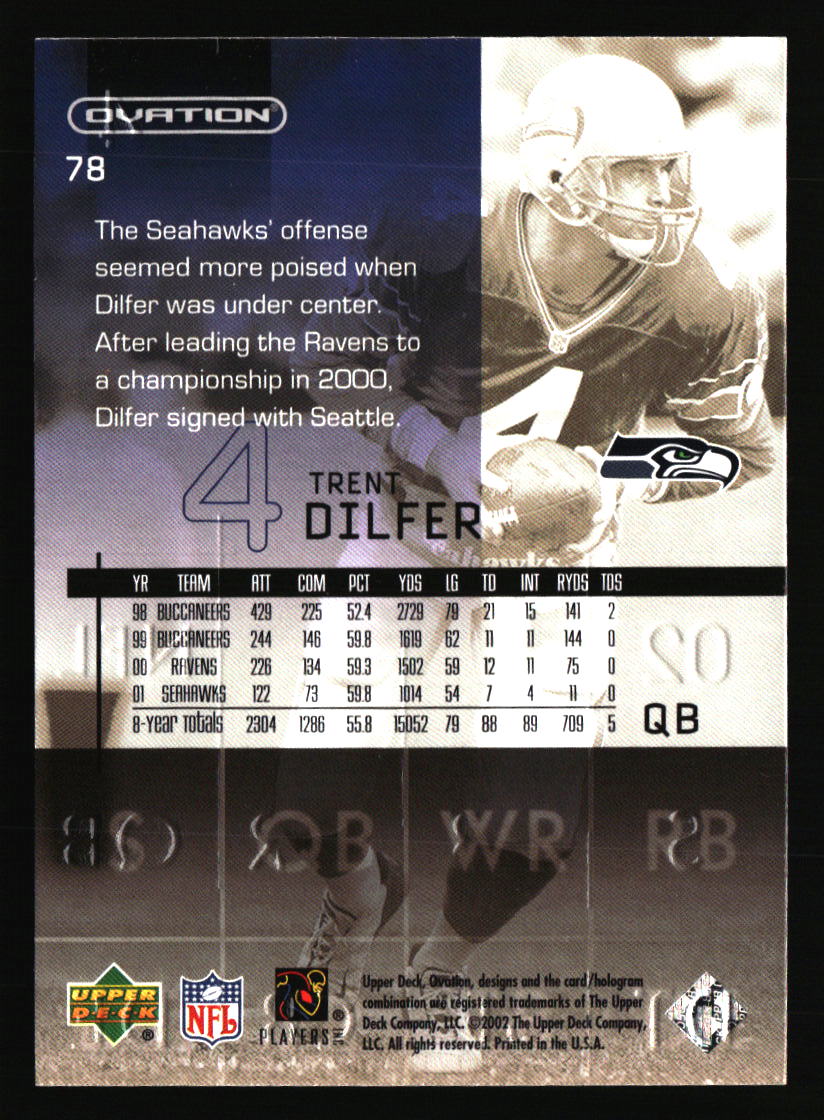 OVATION
78
The Seahawks' offense
seemed more poised when
Dilfer was under center.
After leading the Ravens to
a championship in 2000,
Dilfer signed with Seattle.
4
TRENT
DILFER
4
Seahawks
YR TEAM ATT COM PCT YDS LG TD INT RYDS TDS
98 BUCCANEERS 429 225 52.4 2729 79 21 15 141 2
99 BUCCANEERS 244 146 59.8 1619 62 11 11 144 0
00 RAVENS 226 134 59.3 1502 59 12 11 75 0
01 SEAHAWKS 122 73 59.8 1014 54 7 4 11 0
8-Year Totals 2304 1286 55.8 15052 79 88 89 709 5
02
QB
QB WR RB
UPPER
DECK
®
NFL
PLAYERS INC
®
Upper Deck, Ovation, designs and the card/hologram
combination are registered trademarks of The Upper
Deck Company, LLC. ©2002 The Upper Deck Company,
LLC. All rights reserved. Printed in the U.S.A.